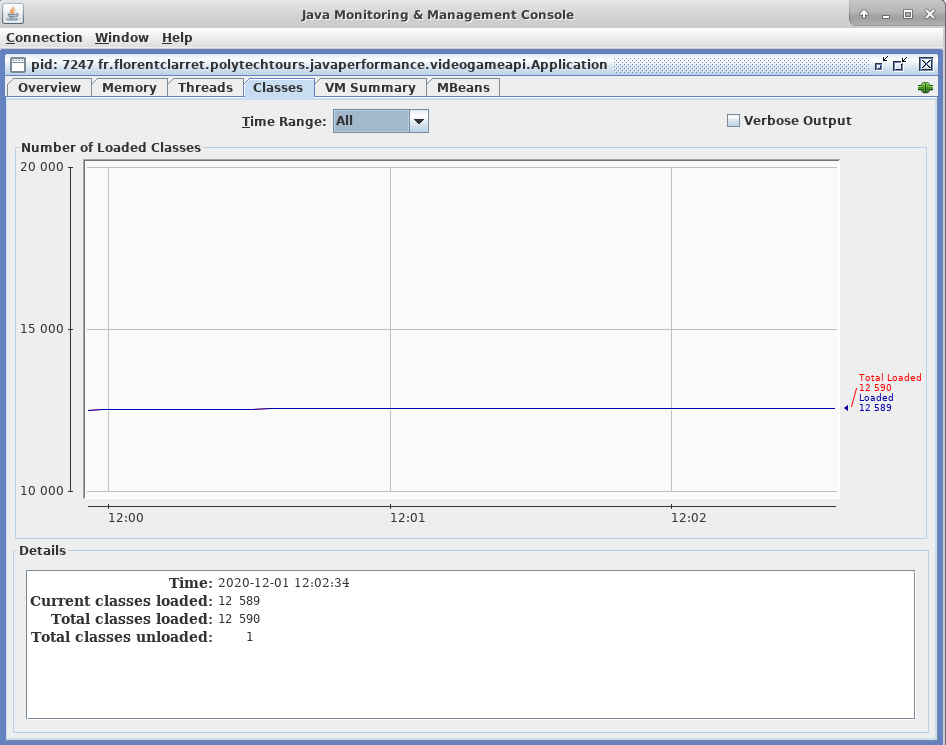 Java Monitoring & Management Console
Connection Window Help
pid: 7247 fr.florentclarret.polytechtours.javaperformance.videogameapi.Application
Overview Memory Threads Classes VM Summary MBeans
Time Range: All Verbose Output
Number of Loaded Classes
20 000
15 000
Total Loaded
12 590
Loaded
12 589
10 000
12:00 12:01 12:02
Details
Time: 2020-12-01 12:02:34
Current classes loaded: 12 589
Total classes loaded: 12 590
Total classes unloaded: 1